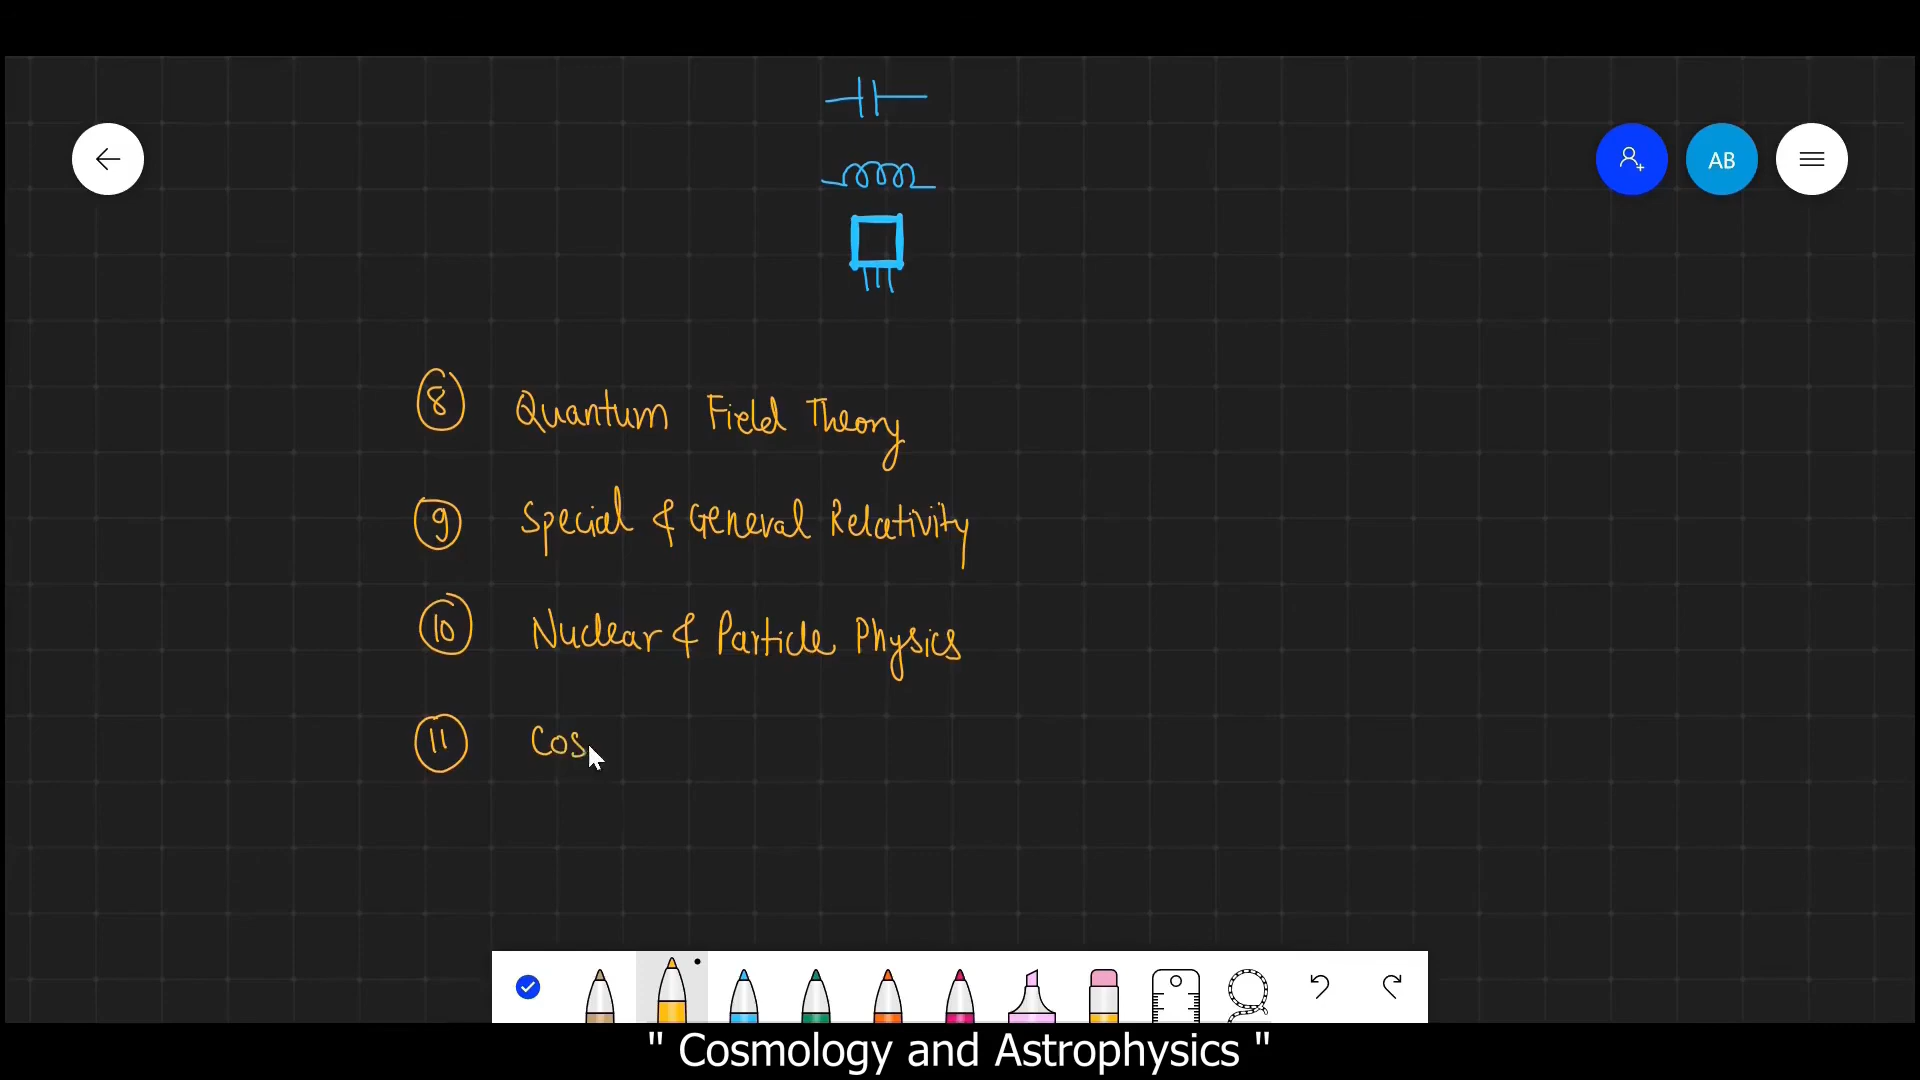 AB
8 Quantum Field Theory
9 Special & General Relativity
10 Nuclear & Particle Physics
11 Cos
" Cosmology and Astrophysics "